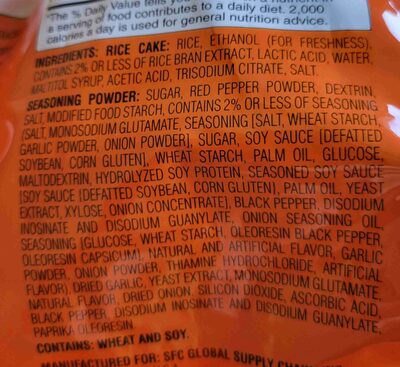 *The % Daily Value tells you
a serving of food contributes to a daily diet. 2,000
calories a day is used for general nutrition advice.
INGREDIENTS: RICE CAKE: RICE, ETHANOL (FOR FRESHNESS),
CONTAINS 2% OR LESS OF RICE BRAN EXTRACT, LACTIC ACID, WATER,
MALTITOL SYRUP, ACETIC ACID, TRISODIUM CITRATE, SALT.
SEASONING POWDER: SUGAR, RED PEPPER POWDER, DEXTRIN,
SALT, MODIFIED FOOD STARCH, CONTAINS 2% OR LESS OF SEASONING
(SALT, MONOSODIUM GLUTAMATE, SEASONING [SALT, WHEAT STARCH,
GARLIC POWDER, ONION POWDER], SUGAR, SOY SAUCE [DEFATTED
SOYBEAN, CORN GLUTEN], WHEAT STARCH, PALM OIL, GLUCOSE,
MALTODEXTRIN, HYDROLYZED SOY PROTEIN, SEASONED SOY SAUCE
[SOY SAUCE {DEFATTED SOYBEAN, CORN GLUTEN}, PALM OIL, YEAST
EXTRACT, XYLOSE, ONION CONCENTRATE], BLACK PEPPER, DISODIUM
INOSINATE AND DISODIUM GUANYLATE, ONION SEASONING OIL,
SEASONING [GLUCOSE, WHEAT STARCH, OLEORESIN BLACK PEPPER,
OLEORESIN CAPSICUM], NATURAL AND ARTIFICIAL FLAVOR, GARLIC
POWDER, ONION POWDER, THIAMINE HYDROCHLORIDE, ARTIFICIAL
FLAVOR) DRIED GARLIC, YEAST EXTRACT, MONOSODIUM GLUTAMATE,
NATURAL FLAVOR, DRIED ONION, SILICON DIOXIDE, ASCORBIC ACID,
BLACK PEPPER, DISODIUM INOSINATE AND DISODIUM GUANYLATE,
PAPRIKA OLEORESIN.
CONTAINS: WHEAT AND SOY.
MANUFACTURED FOR: SFC GLOBAL SUPPLY